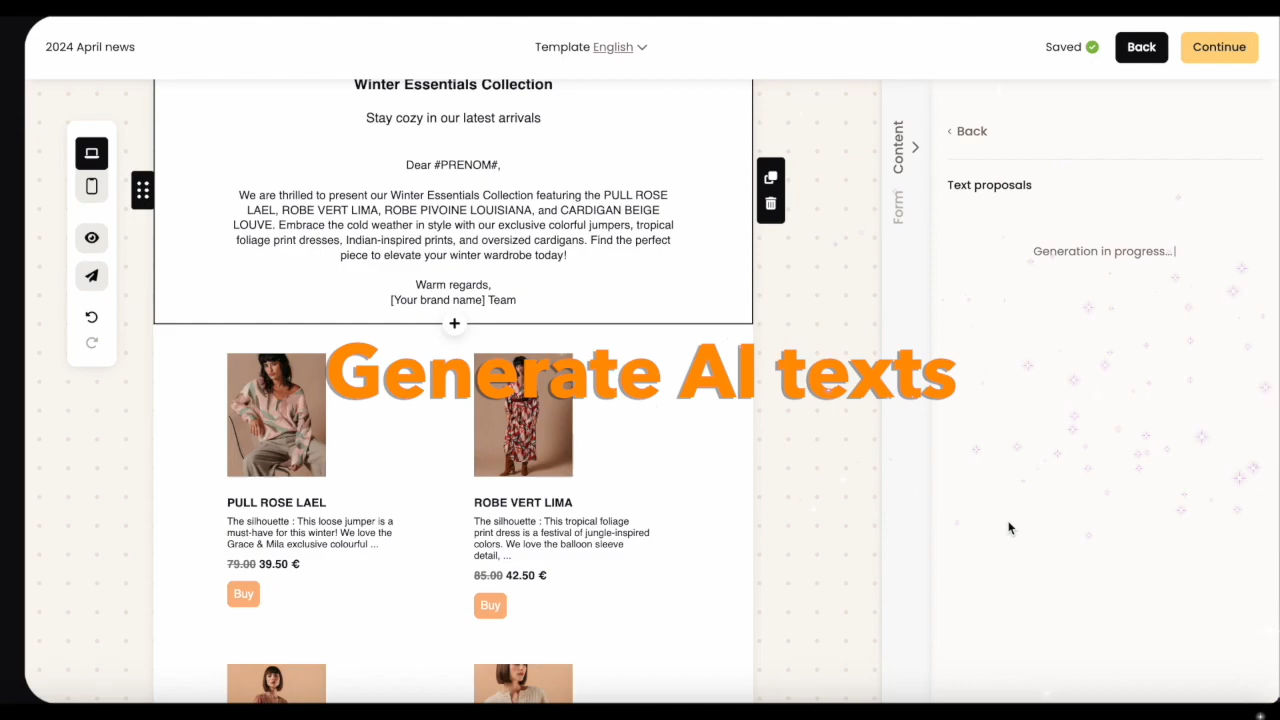 2024 April news
Template English
Saved
Back
Continue
Winter Essentials Collection
Stay cozy in our latest arrivals
Dear #PRENOM#,
We are thrilled to present our Winter Essentials Collection featuring the PULL ROSE
LAEL, ROBE VERT LIMA, ROBE PIVOINE LOUISIANA, and CARDIGAN BEIGE
LOUVE. Embrace the cold weather in style with our exclusive colorful jumpers, tropical
foliage print dresses, Indian-inspired prints, and oversized cardigans. Find the perfect
piece to elevate your winter wardrobe today!
Warm regards,
[Your brand name] Team
Content
Form
Back
Text proposals
Generation in progress...|
Generate AI texts
PULL ROSE LAEL
The silhouette : This loose jumper is a
must-have for this winter! We love the
Grace & Mila exclusive colourful ...
79.00 39.50 €
Buy
ROBE VERT LIMA
The silhouette : This tropical foliage
print dress is a festival of jungle-inspired
colors. We love the balloon sleeve
detail, ...
85.00 42.50 €
Buy